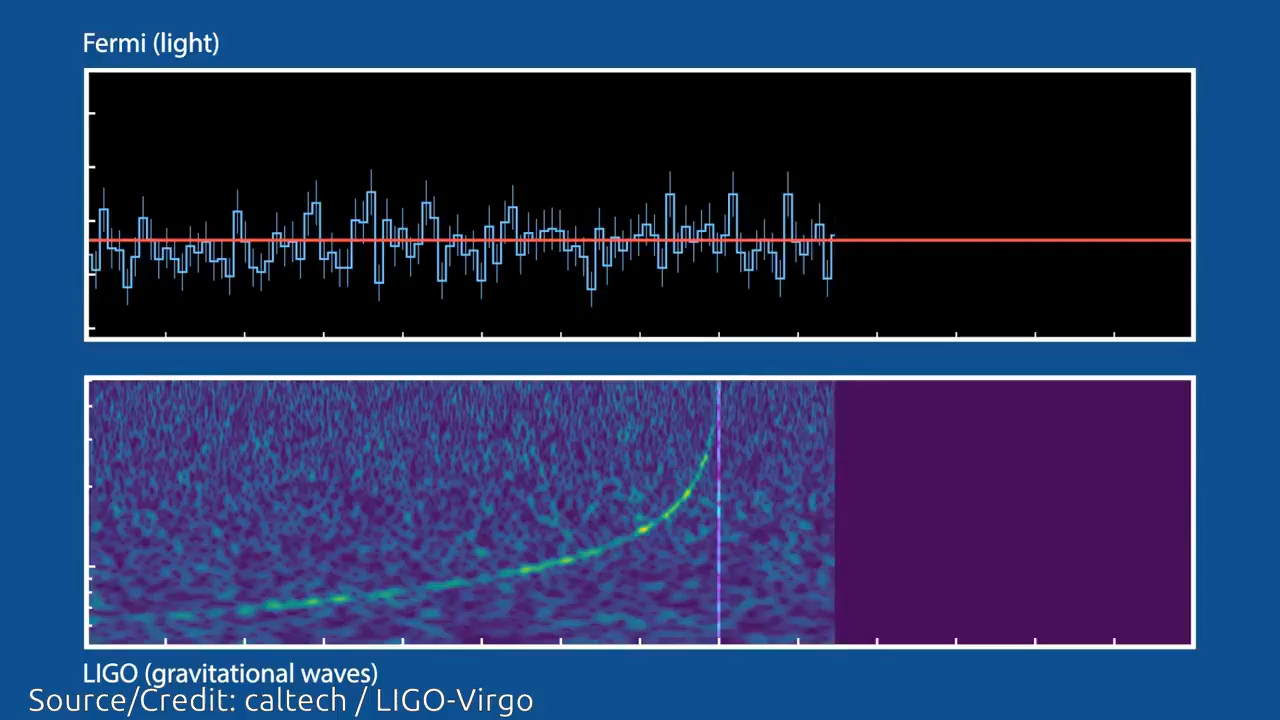 Fermi (light)
LIGO (gravitational waves)
Source/Credit: caltech / LIGO-Virgo